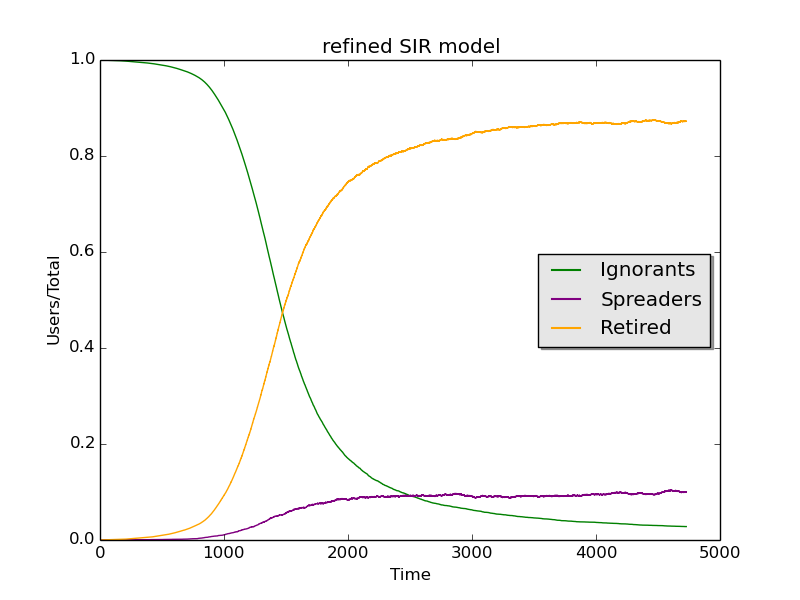 refined SIR model
1.0
0.8
0.6
0.4
0.2
0.0
Users/Total
Ignorants
Spreaders
Retired
0 1000 2000 3000 4000 5000
Time